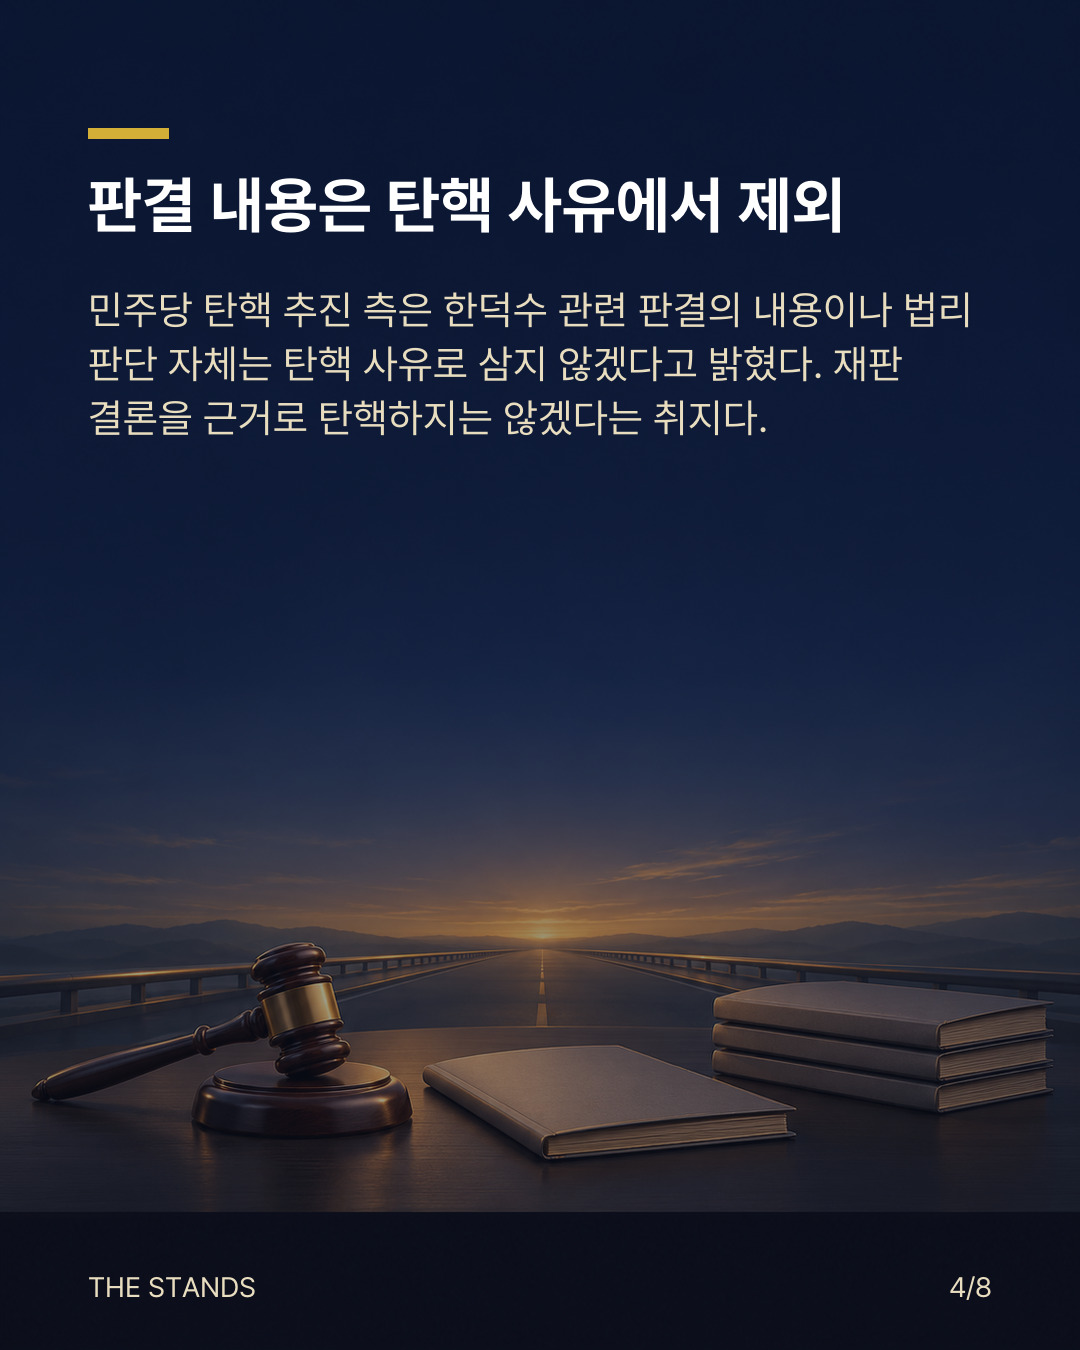 판결 내용은 탄핵 사유에서 제외
민주당 탄핵 추진 측은 한덕수 관련 판결의 내용이나 법리
판단 자체는 탄핵 사유로 삼지 않겠다고 밝혔다. 재판
결론을 근거로 탄핵하지는 않겠다는 취지다.
THE STANDS
4/8